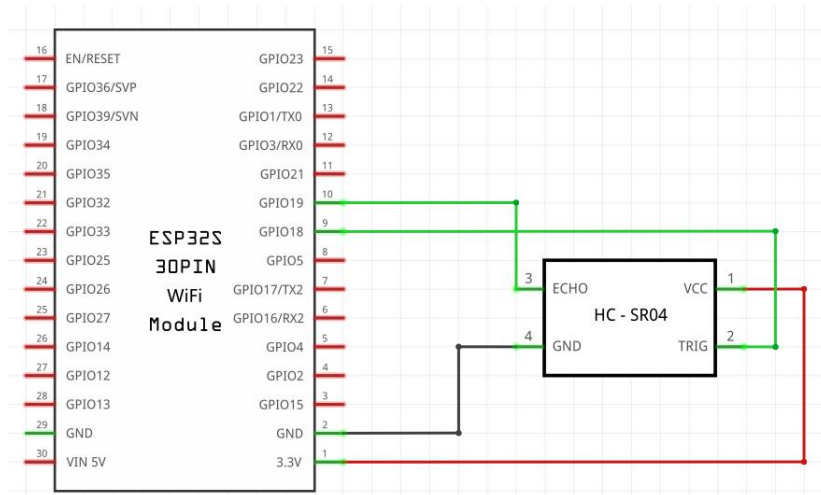 16 EN/RESET GPIO23 15
17 GPIO36/SVP GPIO22 14
18 GPIO39/SVN GPIO1/TX0 13
19 GPIO34 GPIO3/RX0 12
20 GPIO35 GPIO21 11
21 GPIO32 GPIO19 10
22 GPIO33 GPIO18 9
23 GPIO25 GPIO5 8
24 GPIO26 GPIO17/TX2 7
25 GPIO27 GPIO16/RX2 6
26 GPIO14 GPIO4 5
27 GPIO12 GPIO2 4
28 GPIO13 GPIO15 3
29 GND GND 2
30 VIN 5V 3.3V 1
ESP32S
30PIN
WiFi
Module
3 ECHO VCC 1
HC - SR04
4 GND TRIG 2